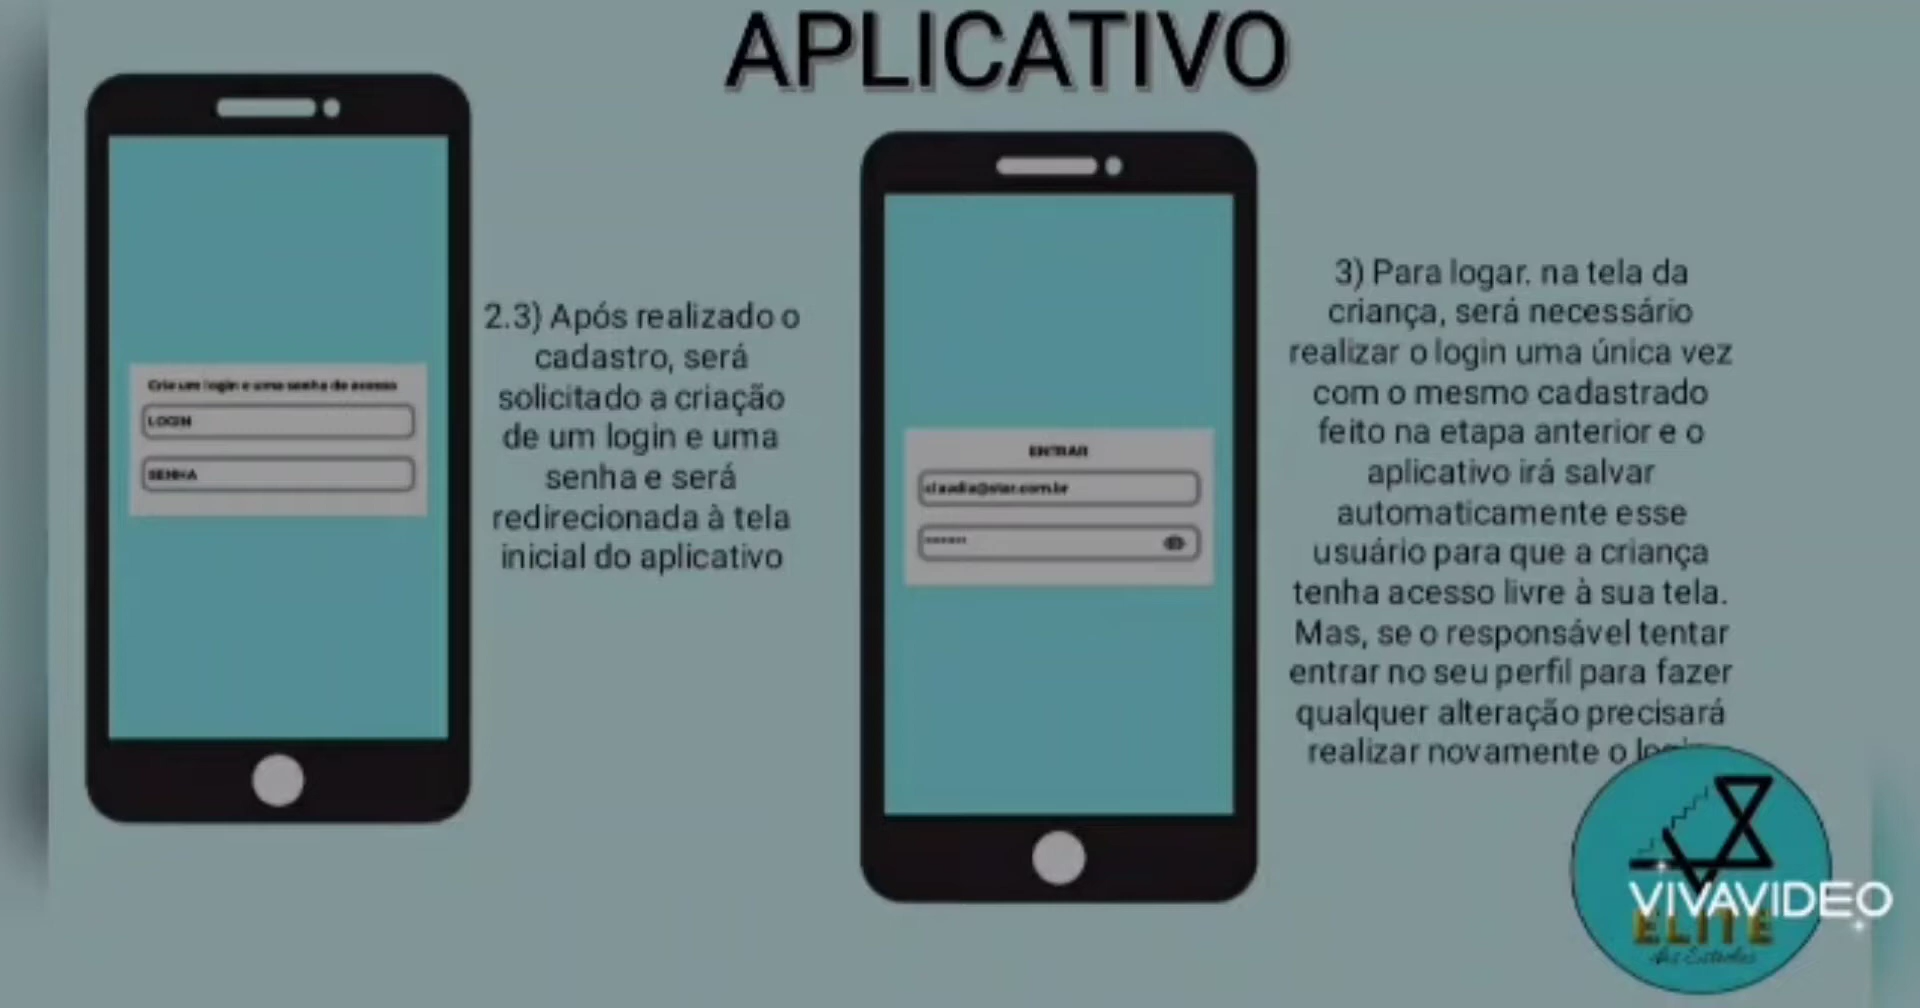 APLICATIVO
Crie um login e uma senha de acesso
LOGIN
SENHA
2.3) Após realizado o
cadastro, será
solicitado a criação
de um login e uma
senha e será
redirecionada à tela
inicial do aplicativo
ENTRAR
claudia@star.com.br
******
3) Para logar. na tela da
criança, será necessário
realizar o login uma única vez
com o mesmo cadastrado
feito na etapa anterior e o
aplicativo irá salvar
automaticamente esse
usuário para que a criança
tenha acesso livre à sua tela.
Mas, se o responsável tentar
entrar no seu perfil para fazer
qualquer alteração precisará
realizar novamente o
VIVAVIDEO
ELITE
dos Estudos